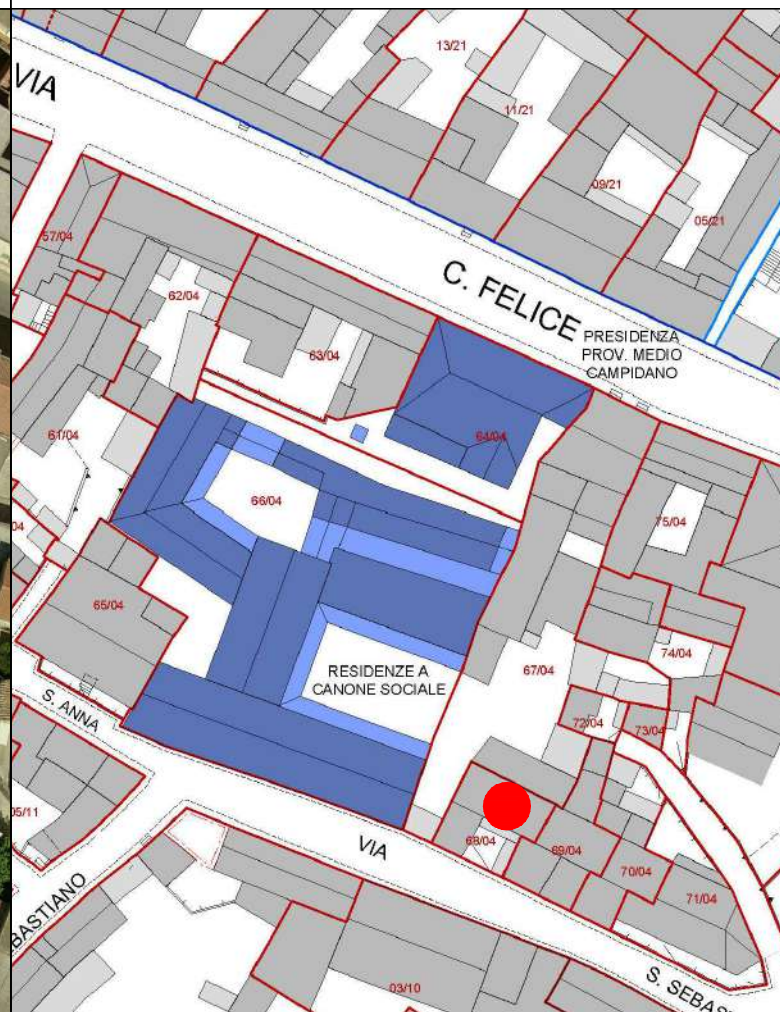 13/21
VIA
11/21
09/21
05/21
57/04
C. FELICE
62/04
PRESIDENZA
PROV. MEDIO
CAMPIDANO
63/04
64/04
61/04
66/04
75/04
65/04
RESIDENZE A
CANONE SOCIALE
67/04
74/04
S. ANNA
72/04
73/04
05/11
VIA
68/04
69/04
70/04
71/04
BASTIANO
03/10
S. SEBAS